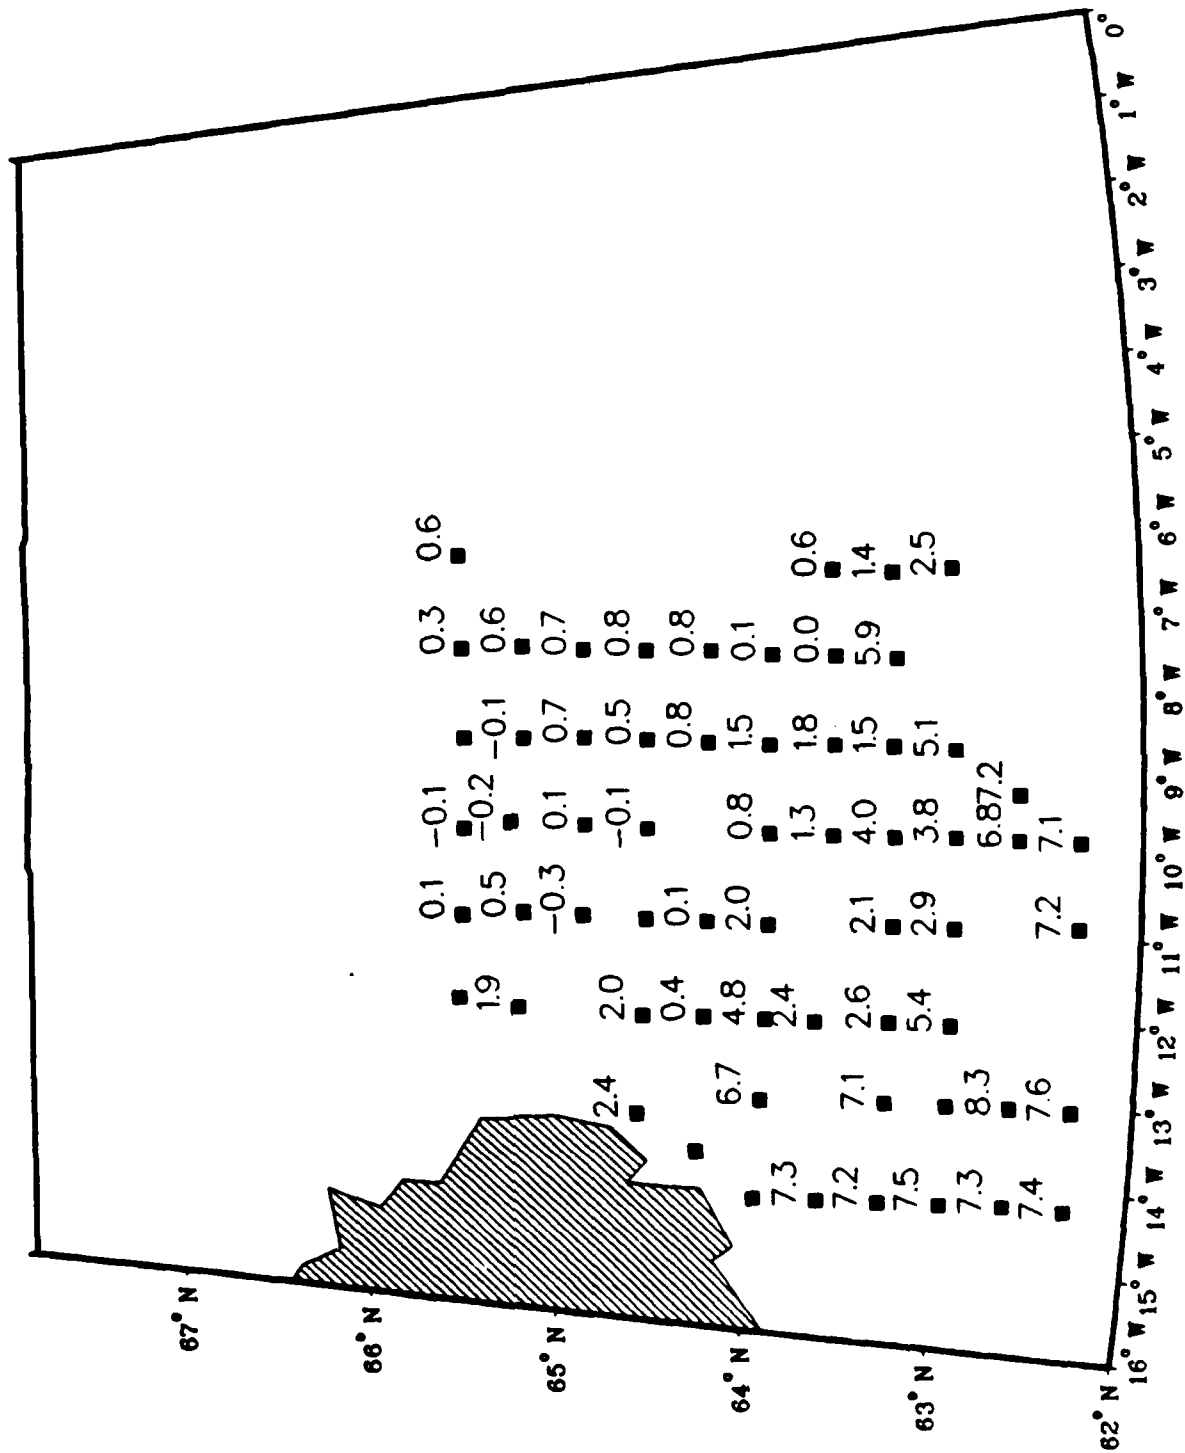 67° N
66° N
0.1 −0.1 0.3 0.6
1.9 0.5 −0.2 −0.1 0.6
65° N −0.3 0.1 0.7 0.7
2.4 2.0 −0.1 0.5 0.8
0.4 0.1 0.8 0.8
64° N 6.7 4.8 2.0 0.8 1.5 0.1
7.3 2.4 1.3 1.8 0.0 0.6
7.2 7.1 2.6 2.1 4.0 1.5 5.9 1.4
63° N 7.5 5.4 2.9 3.8 5.1 2.5
7.3 8.3 6.87.2
7.4 7.6 7.2 7.1
62° N
16° W 15° W 14° W 13° W 12° W 11° W 10° W 9° W 8° W 7° W 6° W 5° W 4° W 3° W 2° W 1° W 0°